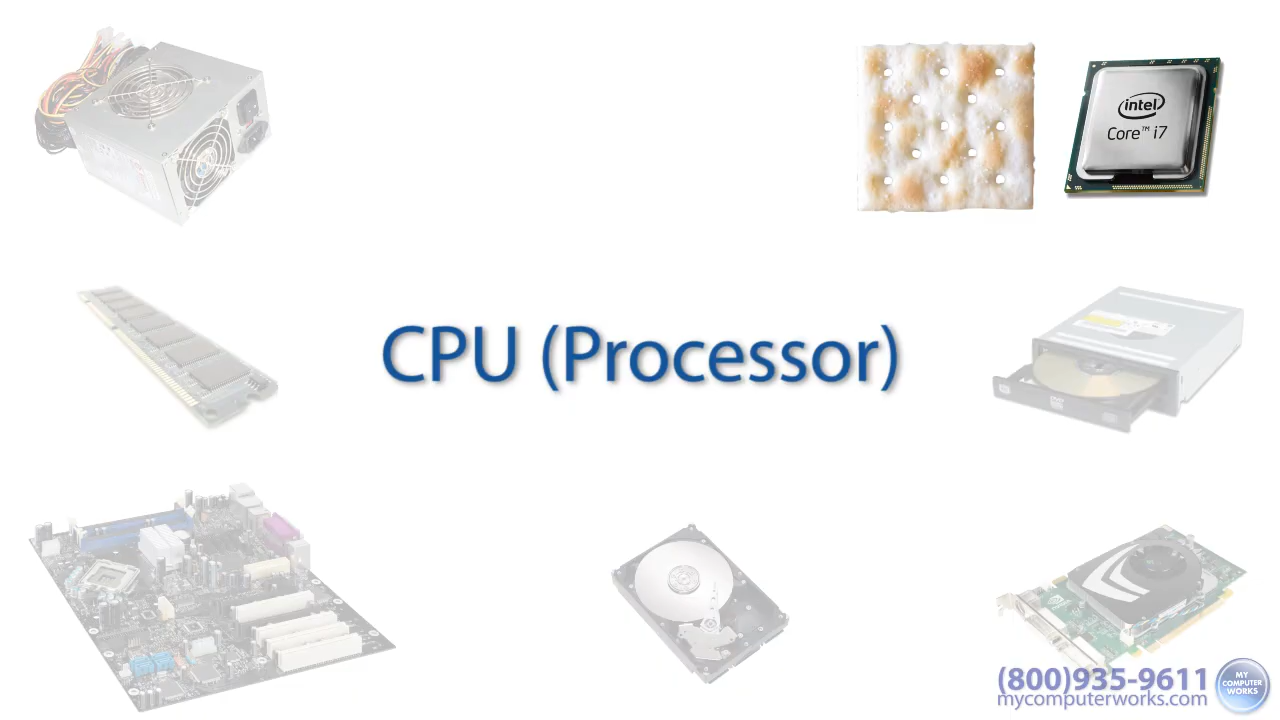 intel
Core™ i7
CPU (Processor)
(800)935-9611
mycomputerworks.com
MY
COMPUTER
WORKS